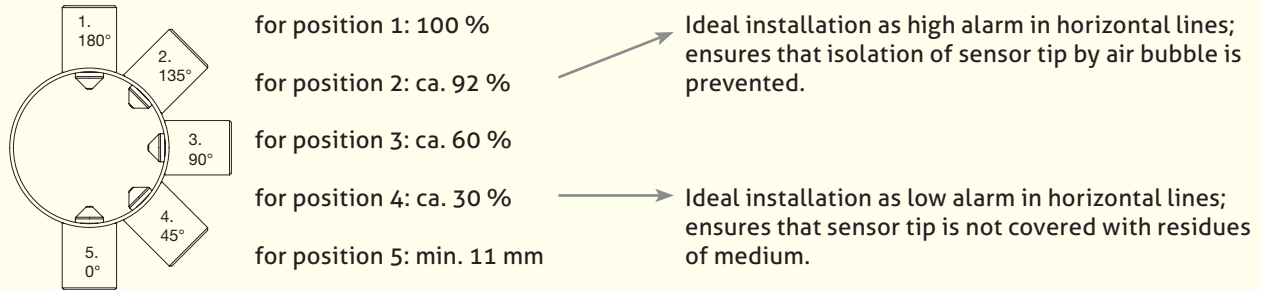 1.
180°
2.
135°
3.
90°
4.
45°
5.
0°
for position 1: 100 %
for position 2: ca. 92 %
for position 3: ca. 60 %
for position 4: ca. 30 %
for position 5: min. 11 mm
Ideal installation as high alarm in horizontal lines;
ensures that isolation of sensor tip by air bubble is
prevented.
Ideal installation as low alarm in horizontal lines;
ensures that sensor tip is not covered with residues
of medium.